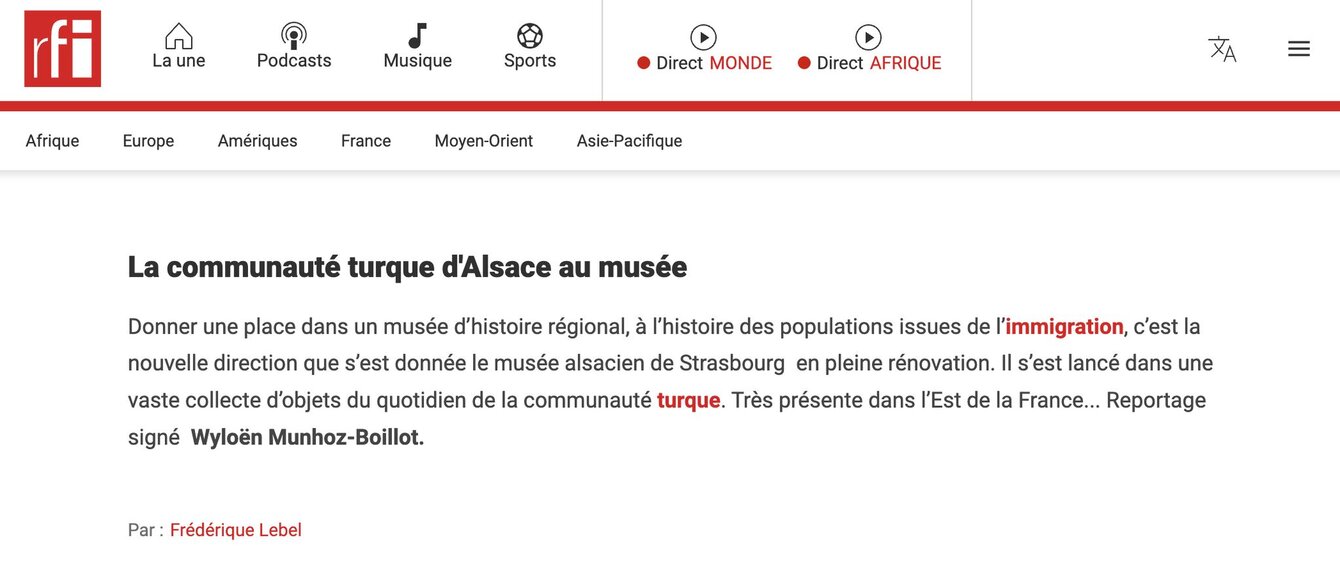 rfi
La une
Podcasts
Musique
Sports
Direct MONDE
Direct AFRIQUE
Afrique
Europe
Amériques
France
Moyen-Orient
Asie-Pacifique
La communauté turque d'Alsace au musée
Donner une place dans un musée d’histoire régional, à l’histoire des populations issues de l’immigration, c’est la
nouvelle direction que s’est donnée le musée alsacien de Strasbourg  en pleine rénovation. Il s’est lancé dans une
vaste collecte d’objets du quotidien de la communauté turque. Très présente dans l’Est de la France... Reportage
signé  Wyloën Munhoz-Boillot.
Par : Frédérique Lebel